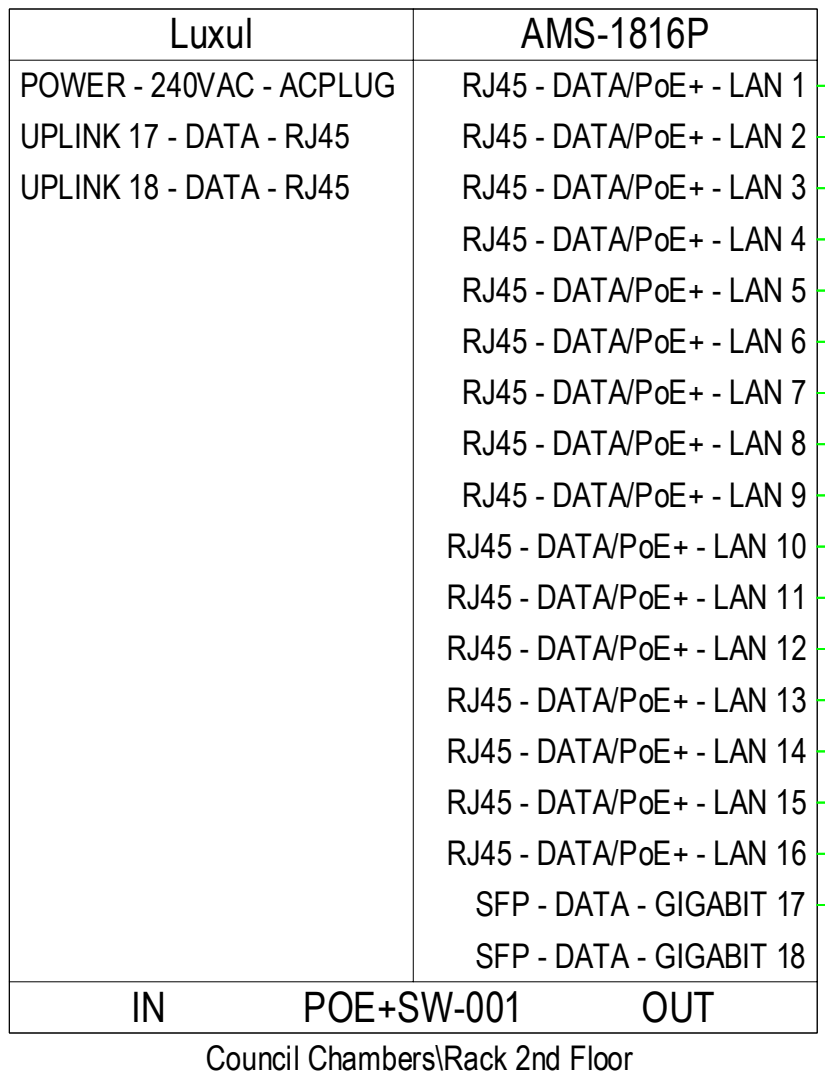 Luxul AMS-1816P
POWER - 240VAC - ACPLUG RJ45 - DATA/PoE+ - LAN 1
UPLINK 17 - DATA - RJ45 RJ45 - DATA/PoE+ - LAN 2
UPLINK 18 - DATA - RJ45 RJ45 - DATA/PoE+ - LAN 3
RJ45 - DATA/PoE+ - LAN 4
RJ45 - DATA/PoE+ - LAN 5
RJ45 - DATA/PoE+ - LAN 6
RJ45 - DATA/PoE+ - LAN 7
RJ45 - DATA/PoE+ - LAN 8
RJ45 - DATA/PoE+ - LAN 9
RJ45 - DATA/PoE+ - LAN 10
RJ45 - DATA/PoE+ - LAN 11
RJ45 - DATA/PoE+ - LAN 12
RJ45 - DATA/PoE+ - LAN 13
RJ45 - DATA/PoE+ - LAN 14
RJ45 - DATA/PoE+ - LAN 15
RJ45 - DATA/PoE+ - LAN 16
SFP - DATA - GIGABIT 17
SFP - DATA - GIGABIT 18
IN POE+SW-001 OUT
Council Chambers\Rack 2nd Floor